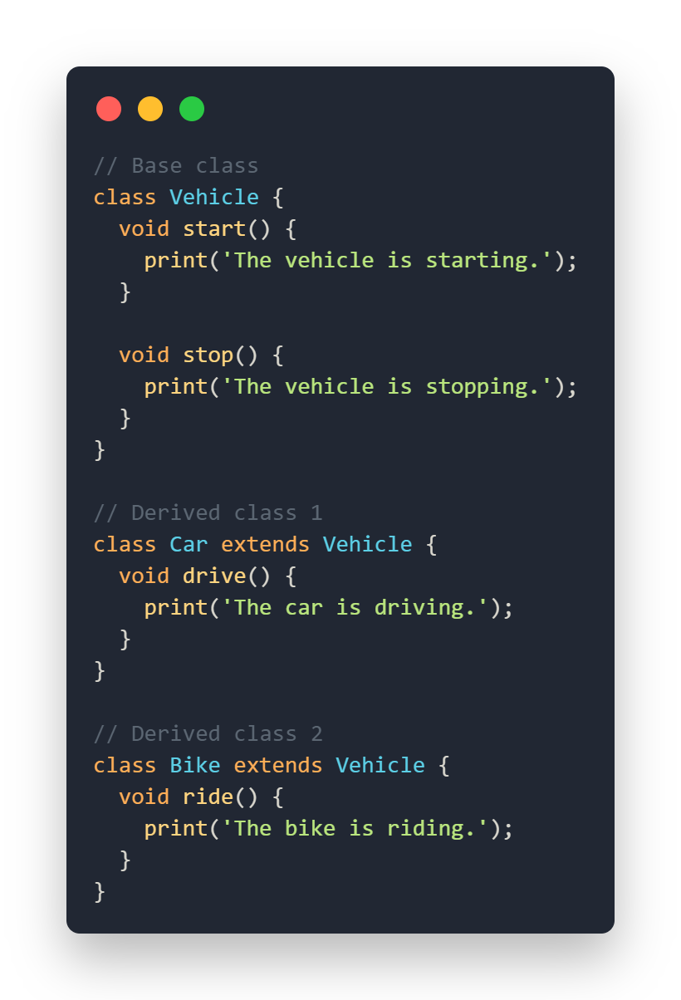 // Base class
class Vehicle {
  void start() {
    print('The vehicle is starting.');
  }

  void stop() {
    print('The vehicle is stopping.');
  }
}

// Derived class 1
class Car extends Vehicle {
  void drive() {
    print('The car is driving.');
  }
}

// Derived class 2
class Bike extends Vehicle {
  void ride() {
    print('The bike is riding.');
  }
}